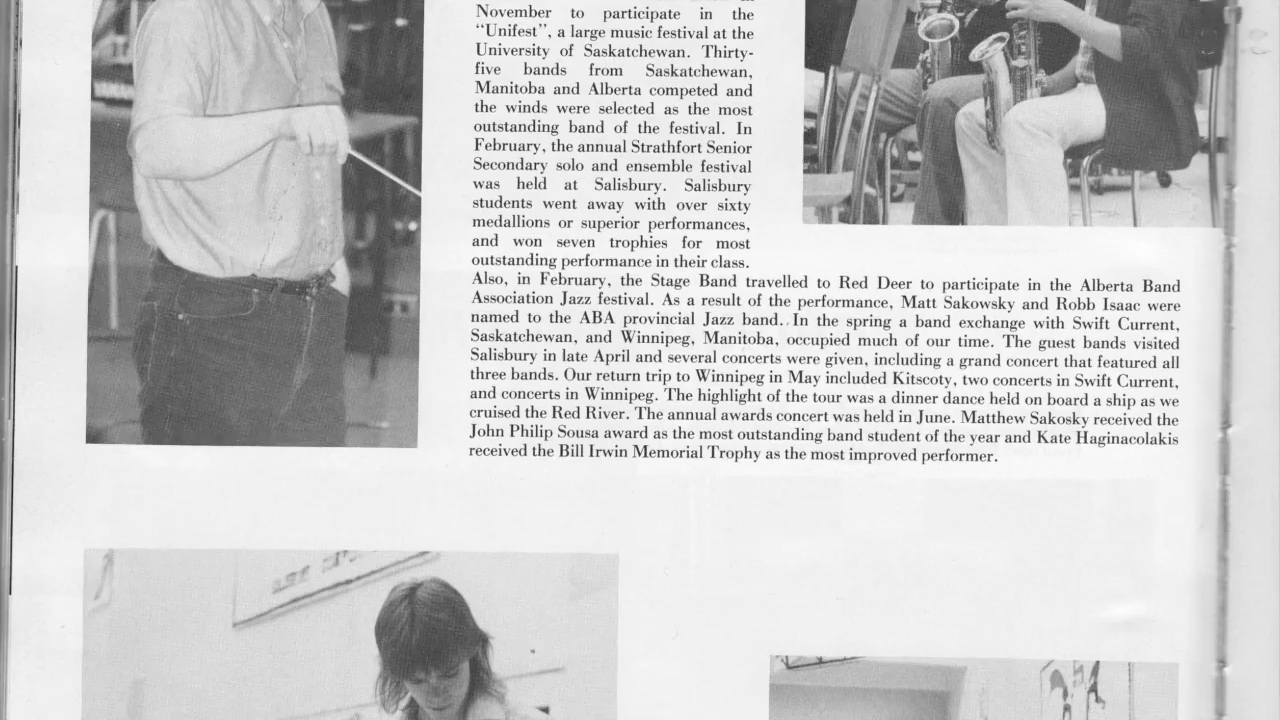 November to participate in the
“Unifest”, a large music festival at the
University of Saskatchewan. Thirty-
five bands from Saskatchewan,
Manitoba and Alberta competed and
the winds were selected as the most
outstanding band of the festival. In
February, the annual Strathfort Senior
Secondary solo and ensemble festival
was held at Salisbury. Salisbury
students went away with over sixty
medallions or superior performances,
and won seven trophies for most
outstanding performance in their class.
Also, in February, the Stage Band travelled to Red Deer to participate in the Alberta Band
Association Jazz festival. As a result of the performance, Matt Sakowsky and Robb Isaac were
named to the ABA provincial Jazz band. In the spring a band exchange with Swift Current,
Saskatchewan, and Winnipeg, Manitoba, occupied much of our time. The guest bands visited
Salisbury in late April and several concerts were given, including a grand concert that featured all
three bands. Our return trip to Winnipeg in May included Kitscoty, two concerts in Swift Current,
and concerts in Winnipeg. The highlight of the tour was a dinner dance held on board a ship as we
cruised the Red River. The annual awards concert was held in June. Matthew Sakosky received the
John Philip Sousa award as the most outstanding band student of the year and Kate Haginacolakis
received the Bill Irwin Memorial Trophy as the most improved performer.